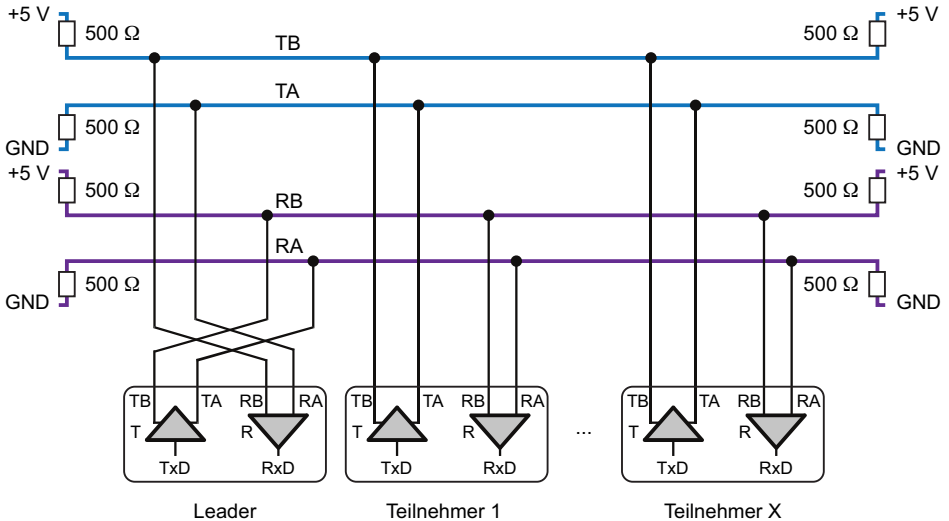 +5 V +5 V
500 Ω TB 500 Ω
TA
500 Ω 500 Ω
GND GND
+5 V +5 V
500 Ω 500 Ω
RB
RA
500 Ω 500 Ω
GND GND
TB TA RB RA TB TA RB RA TB TA RB RA
T R T R ... T R
TxD RxD TxD RxD TxD RxD
Leader Teilnehmer 1 Teilnehmer X